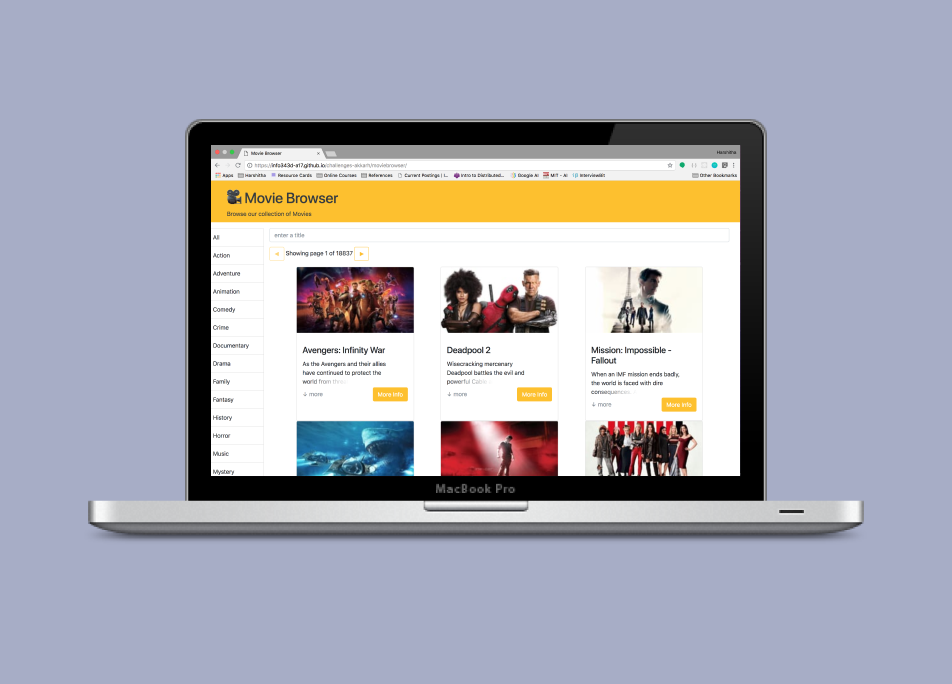 Movie Browser
Harshitha
https://info343d-a17.github.io/challenges-akkarh/moviebrowser/
Apps Harshitha Resource Cards Online Courses References Current Postings | I... Intro to Distributed... Google AI MIT - AI InterviewBit Other Bookmarks
Movie Browser
Browse our collection of Movies
enter a title
Showing page 1 of 18837
All
Action
Adventure
Animation
Comedy
Crime
Documentary
Drama
Family
Fantasy
History
Horror
Music
Mystery
Avengers: Infinity War
As the Avengers and their allies
have continued to protect the
world from threa
↓ more
More Info
Deadpool 2
Wisecracking mercenary
Deadpool battles the evil and
powerful Cable
↓ more
More Info
Mission: Impossible -
Fallout
When an IMF mission ends badly,
the world is faced with dire
consequences.
↓ more
More Info
MacBook Pro